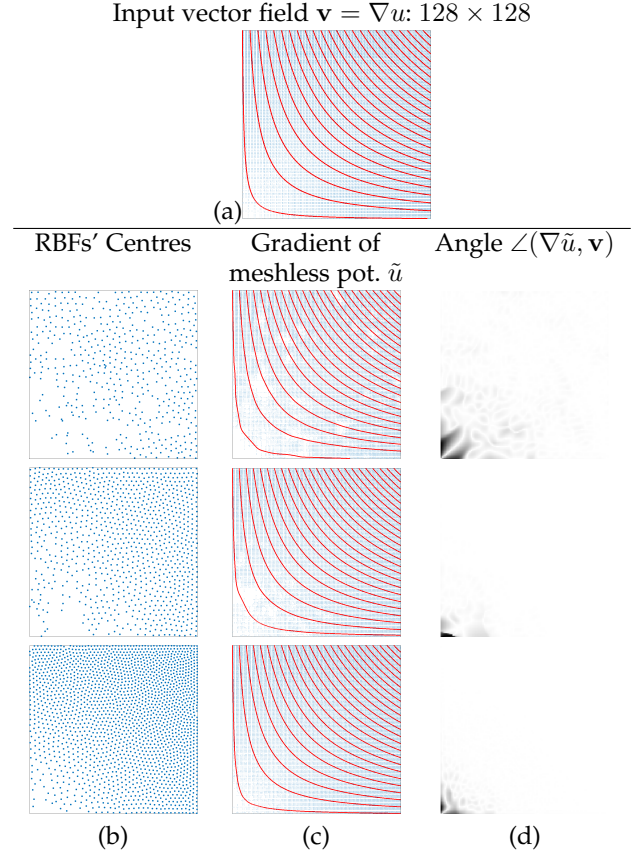 Input vector field v = ∇u: 128 × 128
(a)
RBFs' Centres
Gradient of
meshless pot. ũ
Angle ∠(∇ũ, v)
(b)
(c)
(d)